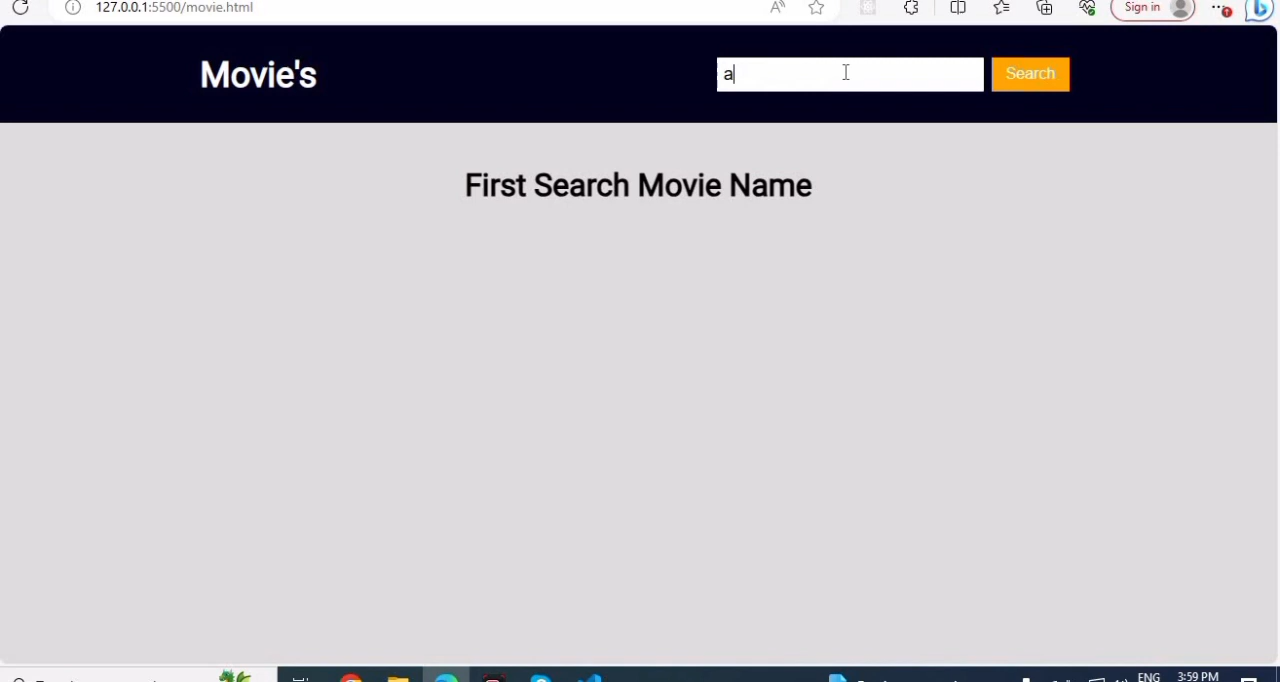 127.0.0.1:5500/movie.html
Sign in
Movie's
a
Search
First Search Movie Name
ENG
3:59 PM